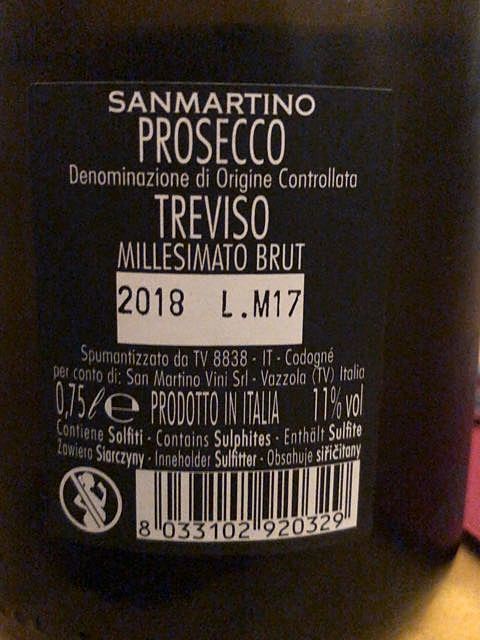 SANMARTINO
PROSECCO
Denominazione di Origine Controllata
TREVISO
MILLESIMATO BRUT
2018 L.M17
Spumantizzato da TV 8838 - IT - Codogné
per conto di: San Martino Vini Srl - Vazzola (TV) Italia
0,75ℓ ℮ PRODOTTO IN ITALIA 11% vol
Contiene Solfiti - Contains Sulphites - Enthält Sulfite
Zawiera Siarczyny - Inneholder Sulfitter - Obsahuje siřičitany
8 033102 920329